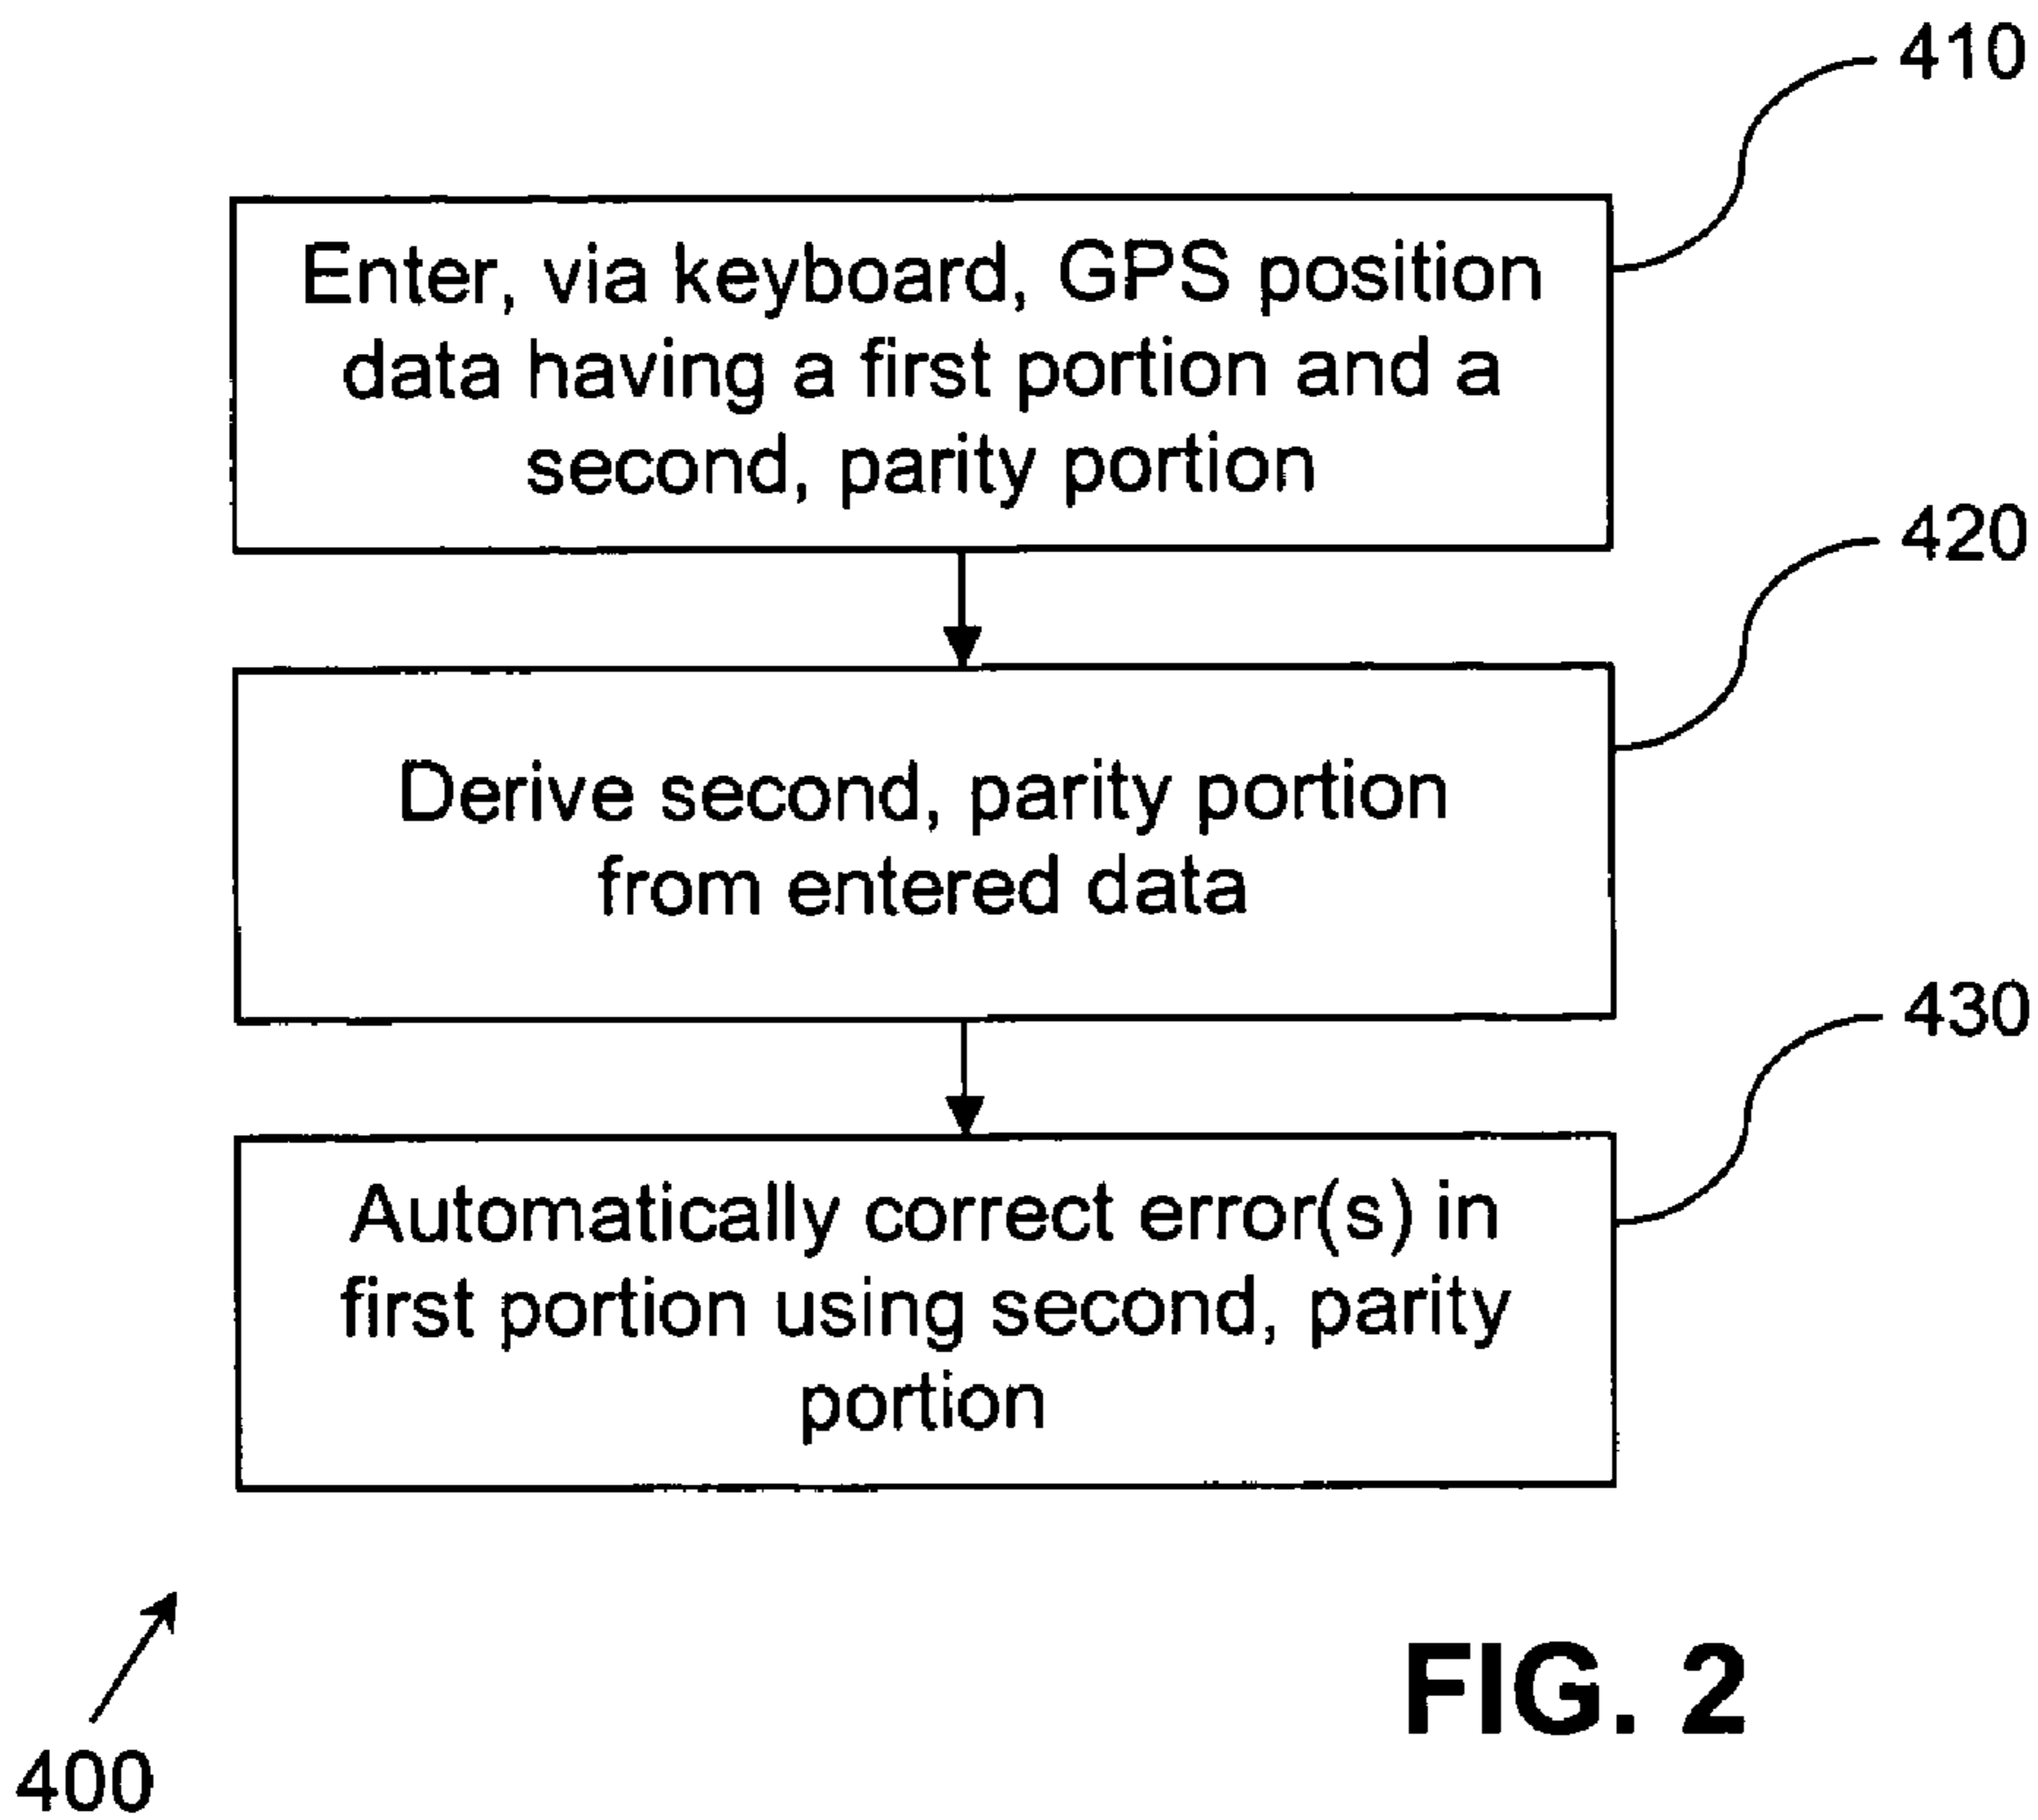 410
Enter, via keyboard, GPS position
data having a first portion and a
second, parity portion
420
Derive second, parity portion
from entered data
430
Automatically correct error(s) in
first portion using second, parity
portion
400
FIG. 2